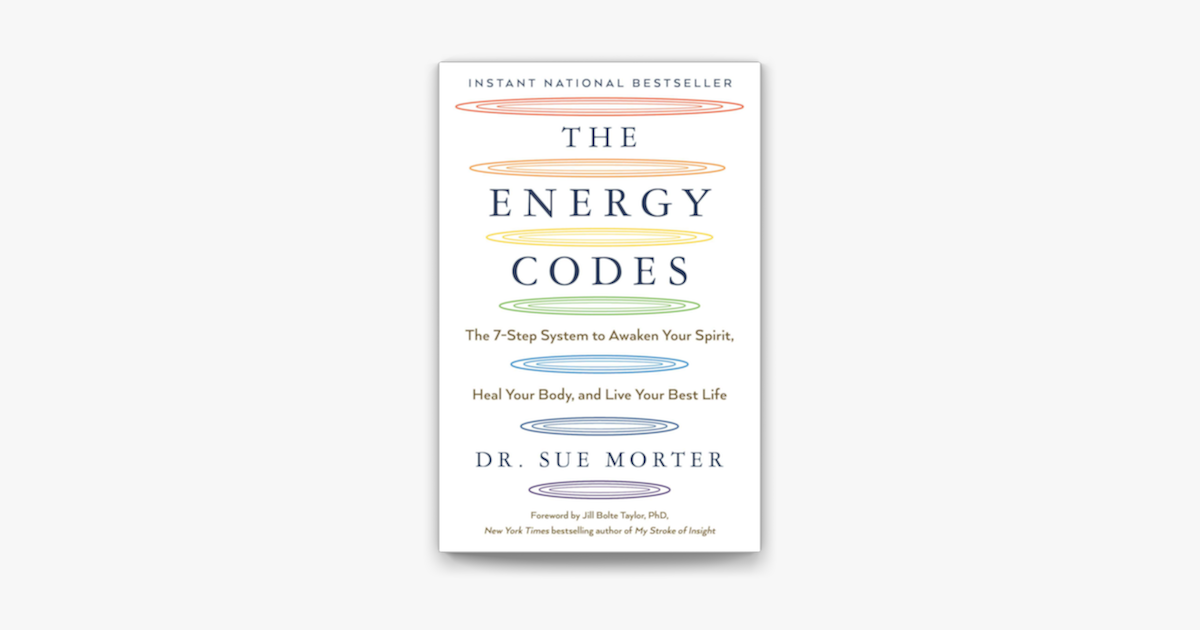 INSTANT NATIONAL BESTSELLER
THE
ENERGY
CODES
The 7-Step System to Awaken Your Spirit,
Heal Your Body, and Live Your Best Life
DR. SUE MORTER
Foreword by Jill Bolte Taylor, PhD,
New York Times bestselling author of My Stroke of Insight